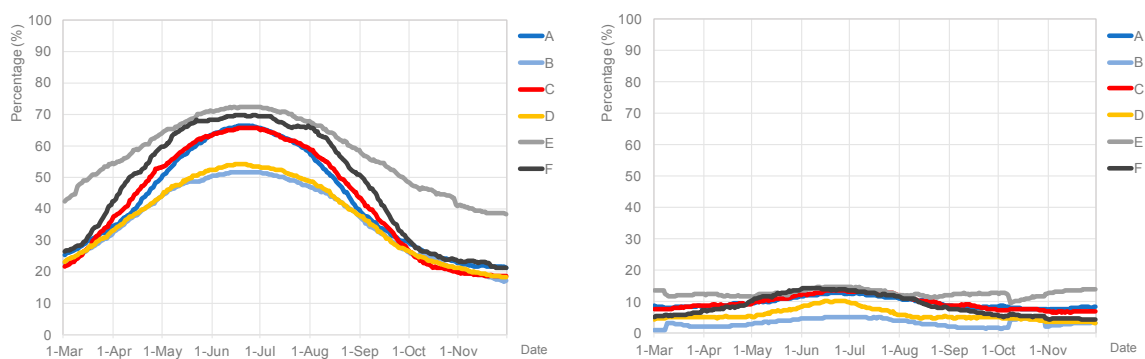 Percentage (%)
100
90
80
70
60
50
40
30
20
10
0
1-Mar 1-Apr 1-May 1-Jun 1-Jul 1-Aug 1-Sep 1-Oct 1-Nov Date
A
B
C
D
E
F
Percentage (%)
100
90
80
70
60
50
40
30
20
10
0
1-Mar 1-Apr 1-May 1-Jun 1-Jul 1-Aug 1-Sep 1-Oct 1-Nov Date
A
B
C
D
E
F